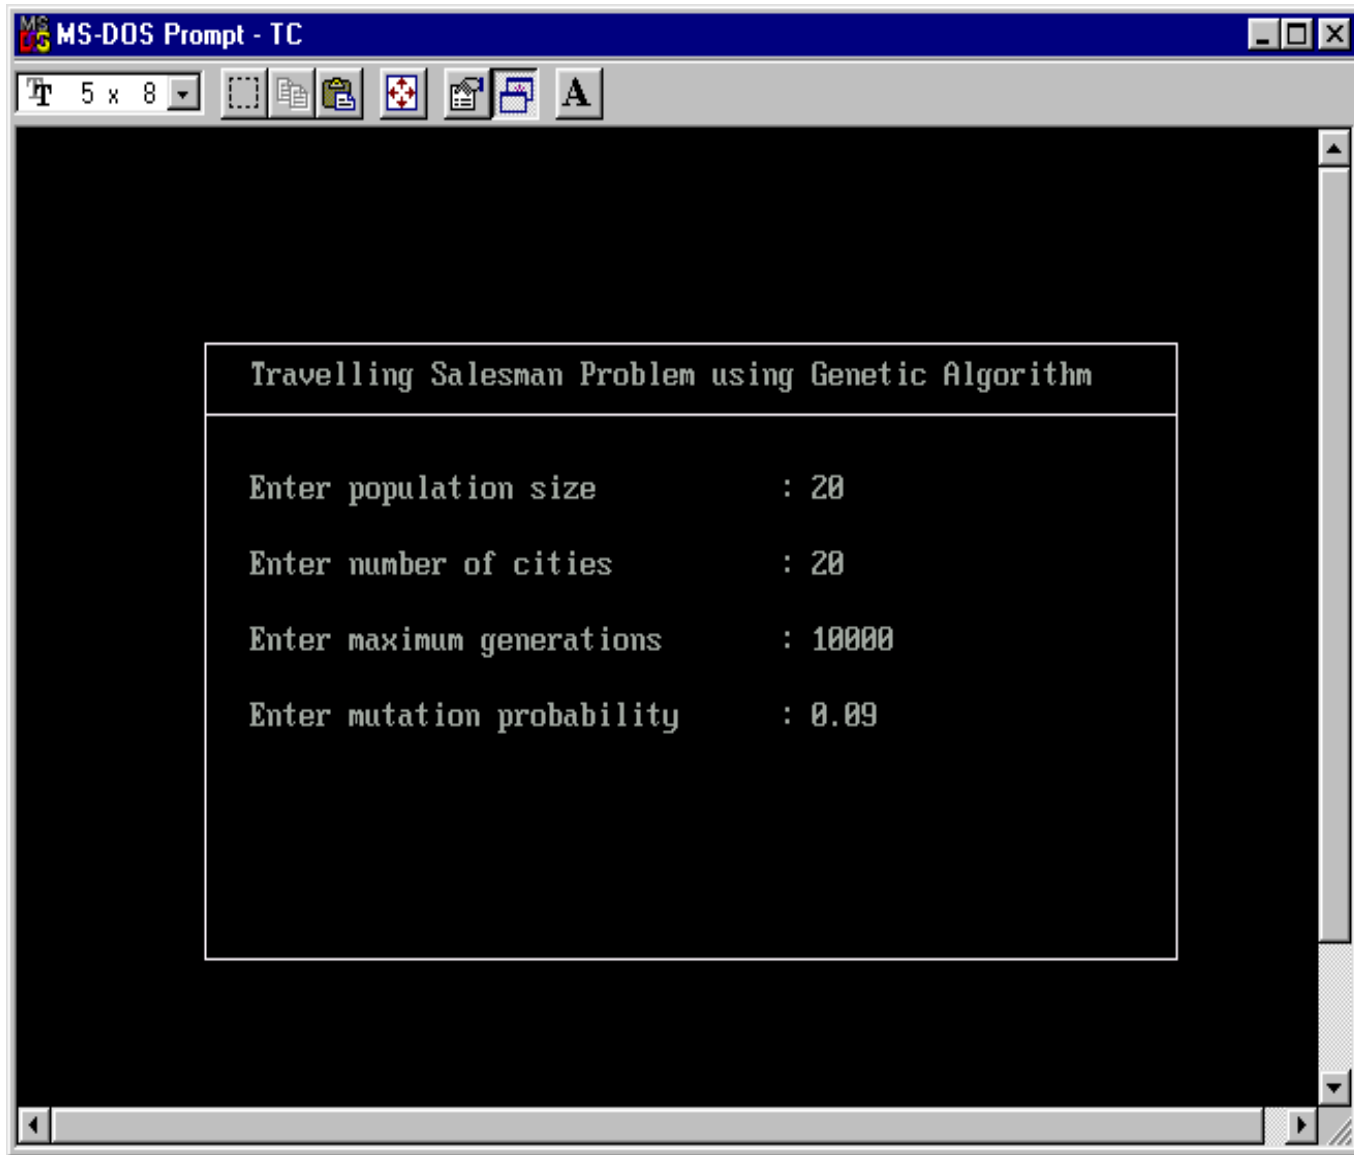 MS-DOS Prompt - TC
5 x 8 A
Travelling Salesman Problem using Genetic Algorithm
Enter population size : 20
Enter number of cities : 20
Enter maximum generations : 10000
Enter mutation probability : 0.09